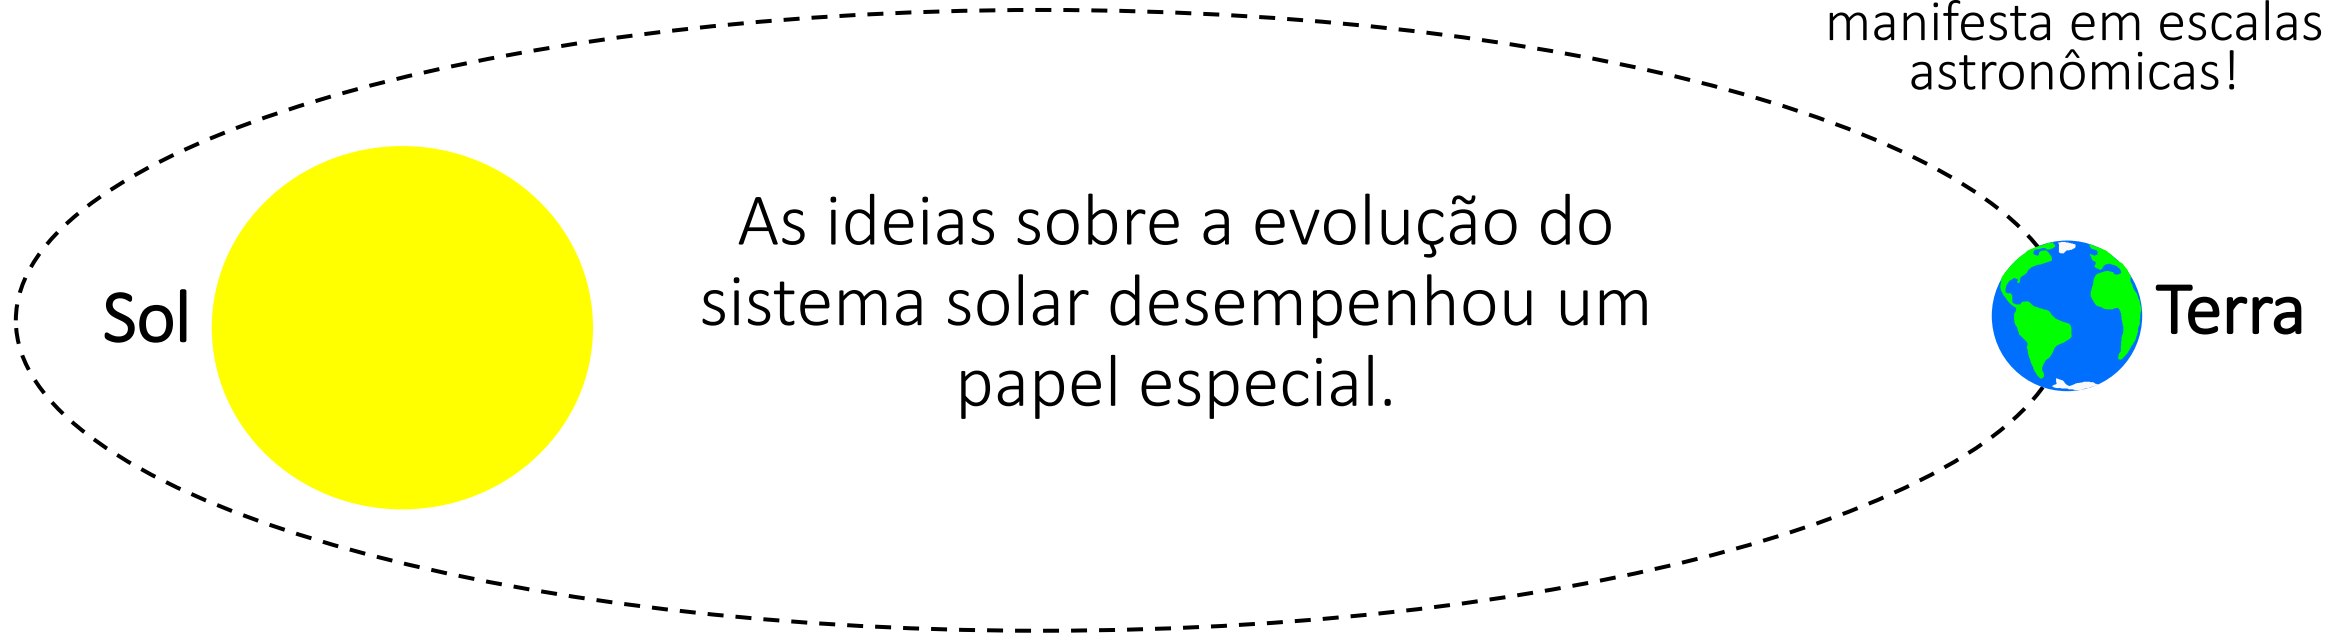 manifesta em escalas
astronômicas!
As ideias sobre a evolução do
sistema solar desempenhou um
papel especial.
Sol
Terra